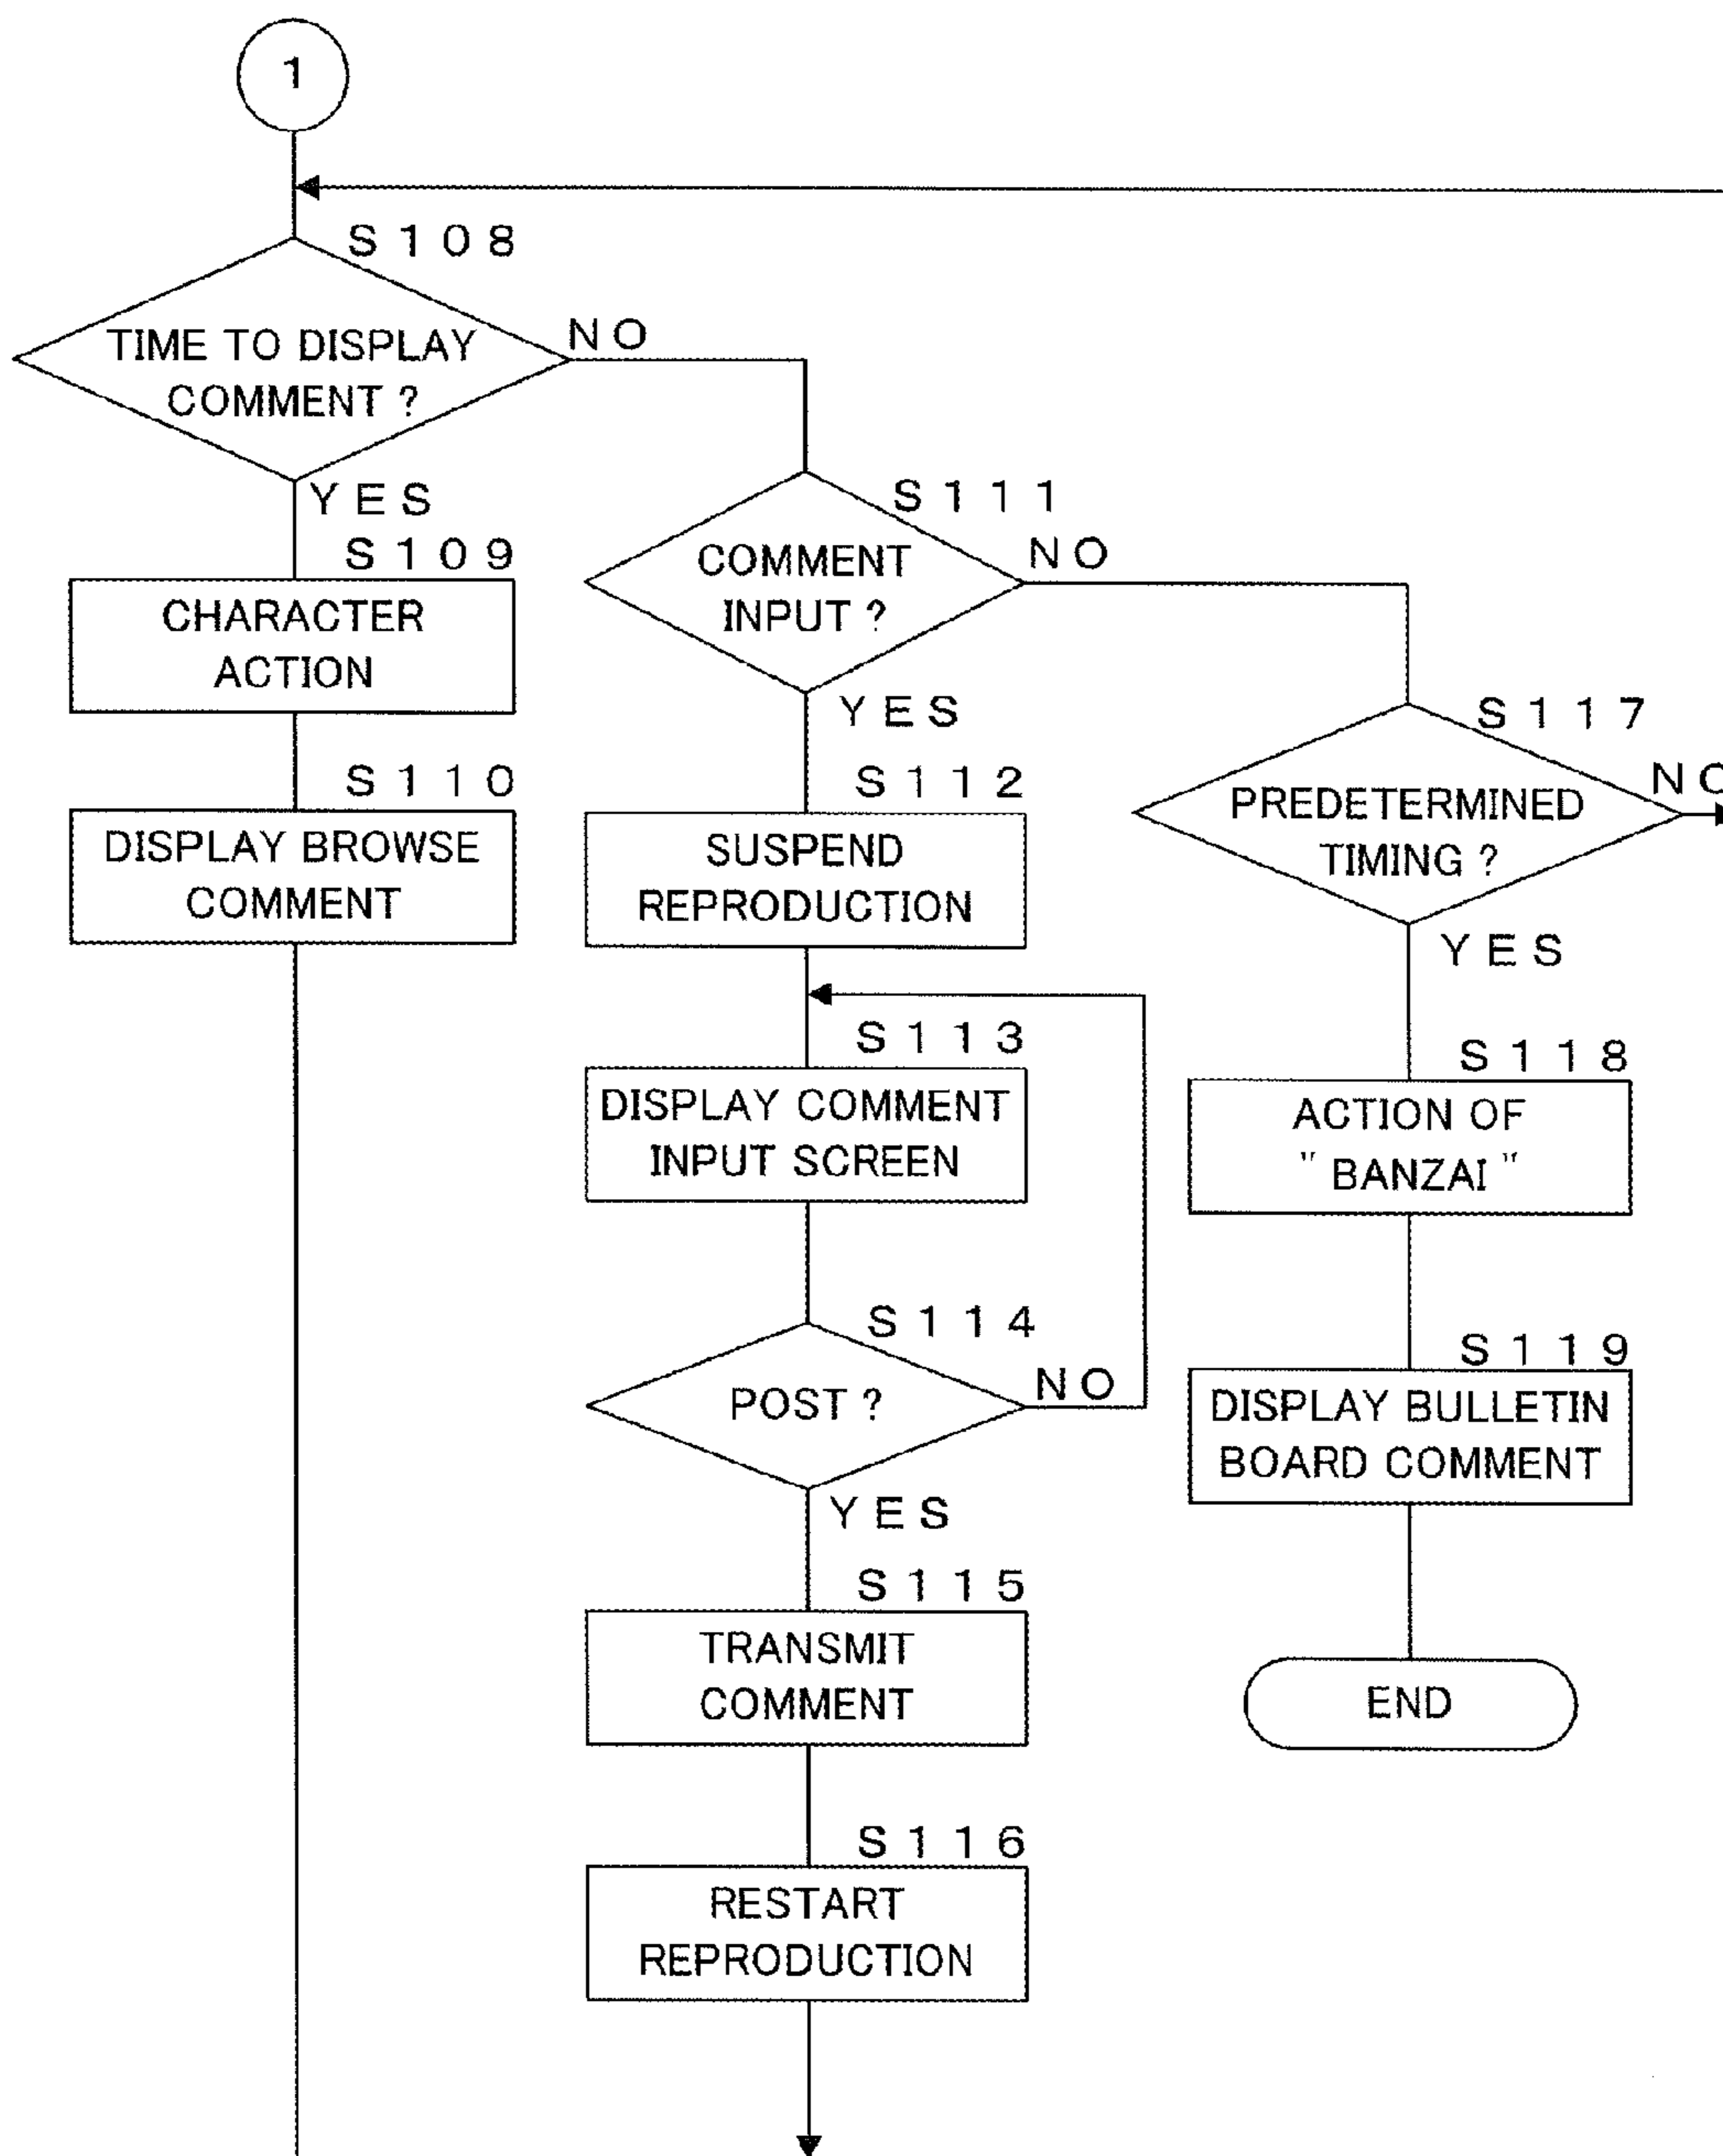 1
S108
TIME TO DISPLAY
COMMENT ?
NO
YES
S109
CHARACTER
ACTION
S110
DISPLAY BROWSE
COMMENT
S111
COMMENT
INPUT ?
NO
YES
S112
SUSPEND
REPRODUCTION
S113
DISPLAY COMMENT
INPUT SCREEN
S114
POST ?
NO
YES
S115
TRANSMIT
COMMENT
S116
RESTART
REPRODUCTION
S117
PREDETERMINED
TIMING ?
NO
YES
S118
ACTION OF
" BANZAI "
S119
DISPLAY BULLETIN
BOARD COMMENT
END